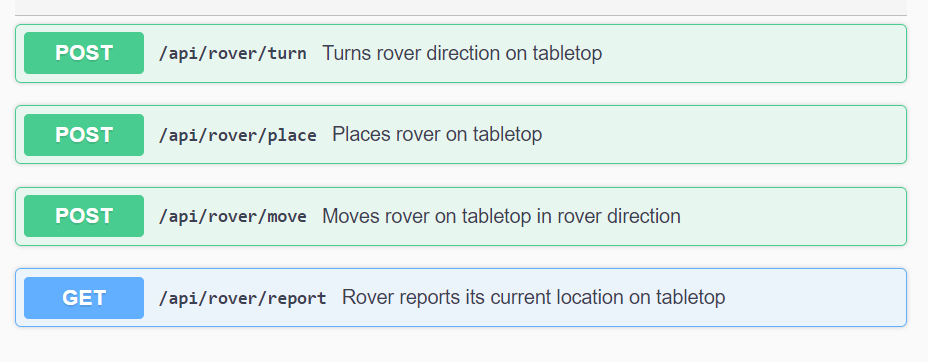 POST /api/rover/turn Turns rover direction on tabletop
POST /api/rover/place Places rover on tabletop
POST /api/rover/move Moves rover on tabletop in rover direction
GET /api/rover/report Rover reports its current location on tabletop